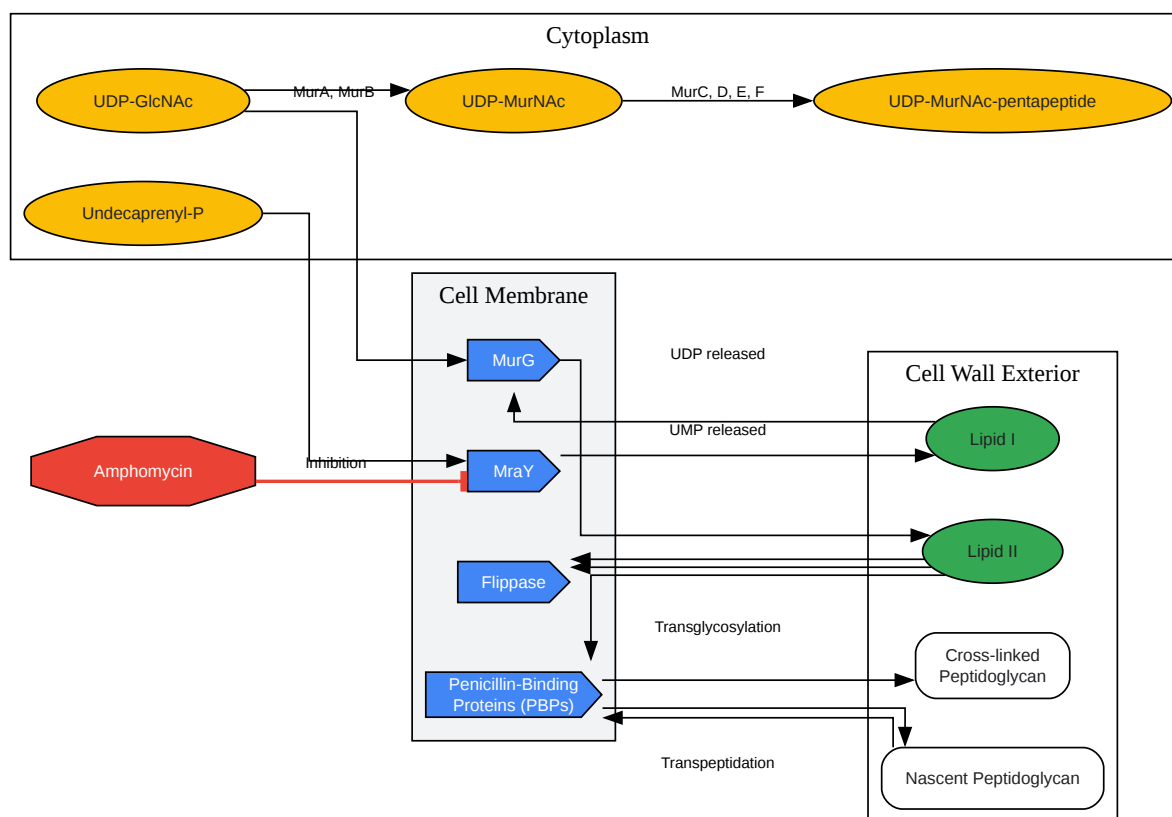 Cytoplasm
UDP-GlcNAc
MurA, MurB
UDP-MurNAc
MurC, D, E, F
UDP-MurNAc-pentapeptide
Undecaprenyl-P
Cell Membrane
MurG
UDP released
Cell Wall Exterior
Lipid I
UMP released
Amphomycin
Inhibition
MraY
Lipid II
Flippase
Transglycosylation
Cross-linked
Peptidoglycan
Penicillin-Binding
Proteins (PBPs)
Transpeptidation
Nascent Peptidoglycan